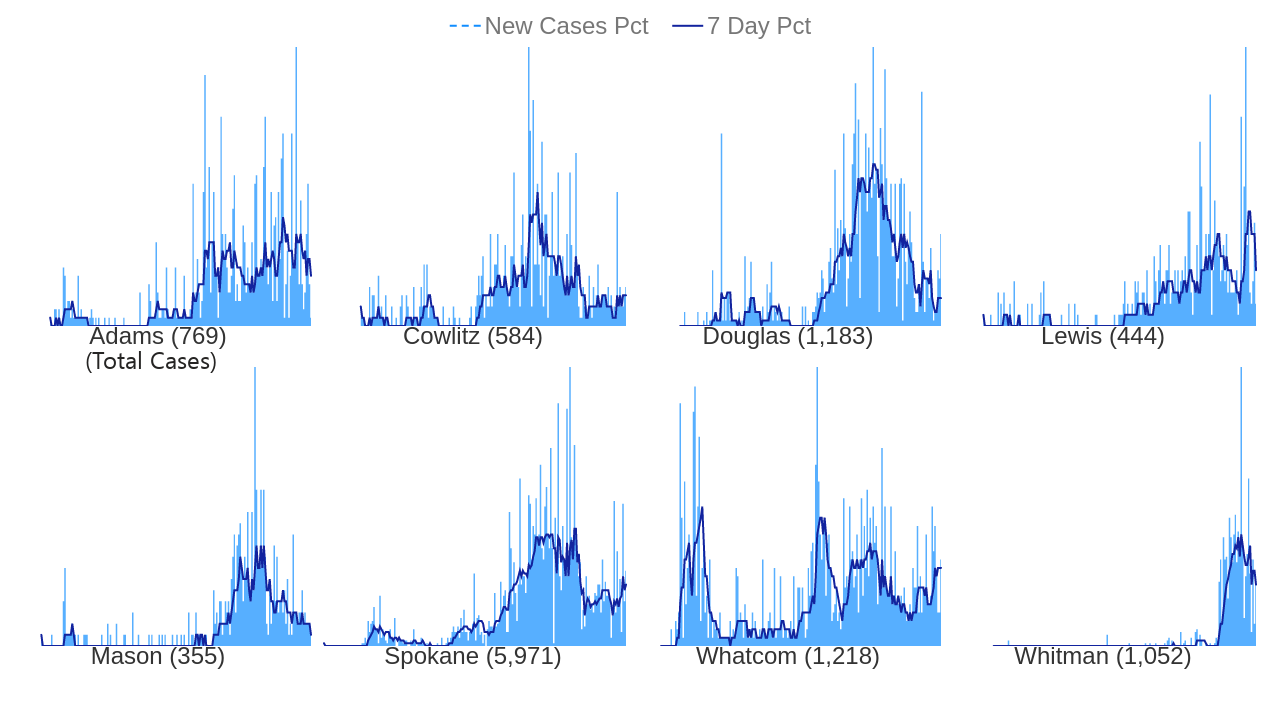 New Cases Pct 7 Day Pct
Adams (769)
(Total Cases)
Cowlitz (584)
Douglas (1,183)
Lewis (444)
Mason (355)
Spokane (5,971)
Whatcom (1,218)
Whitman (1,052)